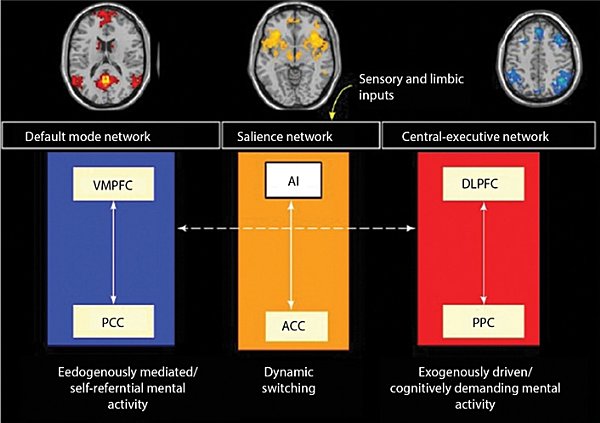 Sensory and limbic
inputs
Default mode network
Salience network
Central-executive network
VMPFC
AI
DLPFC
PCC
ACC
PPC
Eedogenously mediated/
self-referntial mental
activity
Dynamic
switching
Exogenously driven/
cognitively demanding mental
activity